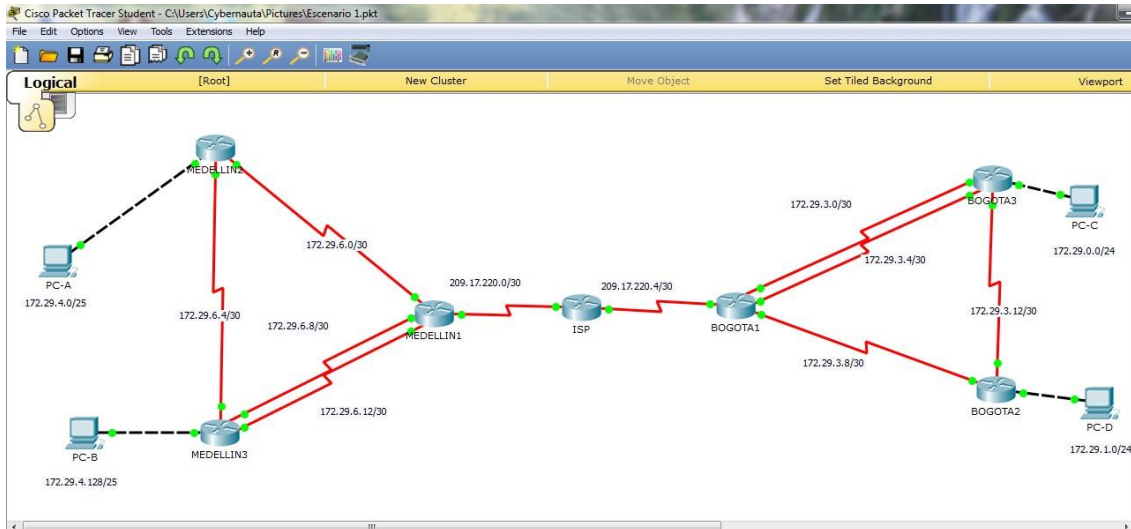 Cisco Packet Tracer Student - C:\Users\Cybernauta\Pictures\Escenario 1.pkt
File Edit Options View Tools Extensions Help
Logical [Root] New Cluster Move Object Set Tiled Background Viewport
MEDELLIN2
PC-A
172.29.4.0/25
172.29.6.0/30
172.29.6.4/30
172.29.6.8/30
MEDELLIN1
172.29.6.12/30
MEDELLIN3
PC-B
172.29.4.128/25
209.17.220.0/30
ISP
209.17.220.4/30
BOGOTA1
172.29.3.0/30
172.29.3.4/30
BOGOTA3
PC-C
172.29.0.0/24
172.29.3.12/30
172.29.3.8/30
BOGOTA2
PC-D
172.29.1.0/24